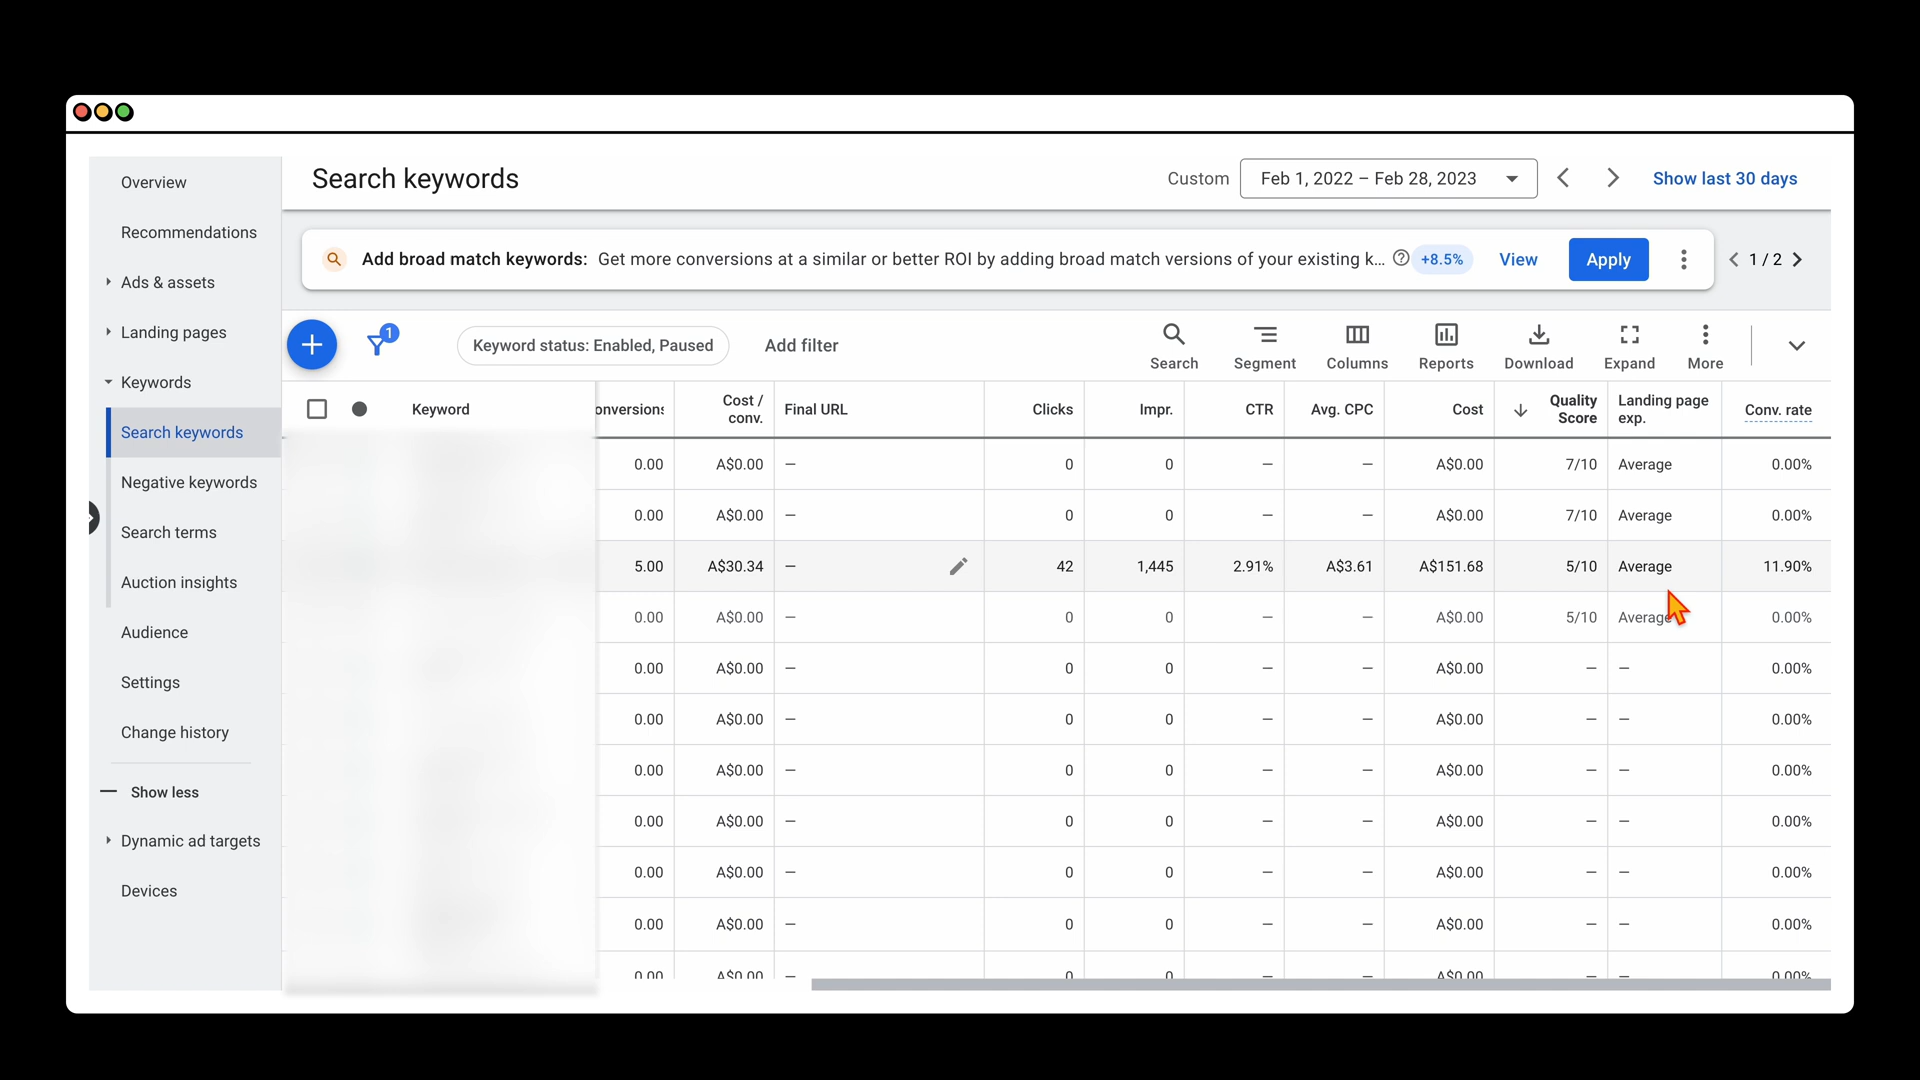 Overview
Recommendations
Ads & assets
Landing pages
Keywords
Search keywords
Negative keywords
Search terms
Auction insights
Audience
Settings
Change history
Show less
Dynamic ad targets
Devices
Search keywords
Custom
Feb 1, 2022 – Feb 28, 2023
Show last 30 days
Add broad match keywords: Get more conversions at a similar or better ROI by adding broad match versions of your existing k... +8.5% View Apply 1 / 2
1
Keyword status: Enabled, Paused
Add filter
Search
Segment
Columns
Reports
Download
Expand
More
Keyword onversions Cost / conv. Final URL Clicks Impr. CTR Avg. CPC Cost Quality Score Landing page exp. Conv. rate
0.00 A$0.00 — 0 0 — — A$0.00 7/10 Average 0.00%
0.00 A$0.00 — 0 0 — — A$0.00 7/10 Average 0.00%
5.00 A$30.34 — 42 1,445 2.91% A$3.61 A$151.68 5/10 Average 11.90%
0.00 A$0.00 — 0 0 — — A$0.00 5/10 Average 0.00%
0.00 A$0.00 — 0 0 — — A$0.00 — — 0.00%
0.00 A$0.00 — 0 0 — — A$0.00 — — 0.00%
0.00 A$0.00 — 0 0 — — A$0.00 — — 0.00%
0.00 A$0.00 — 0 0 — — A$0.00 — — 0.00%
0.00 A$0.00 — 0 0 — — A$0.00 — — 0.00%
0.00 A$0.00 — 0 0 — — A$0.00 — — 0.00%
0.00 A$0.00 — 0 0 — — A$0.00 — — 0.00%